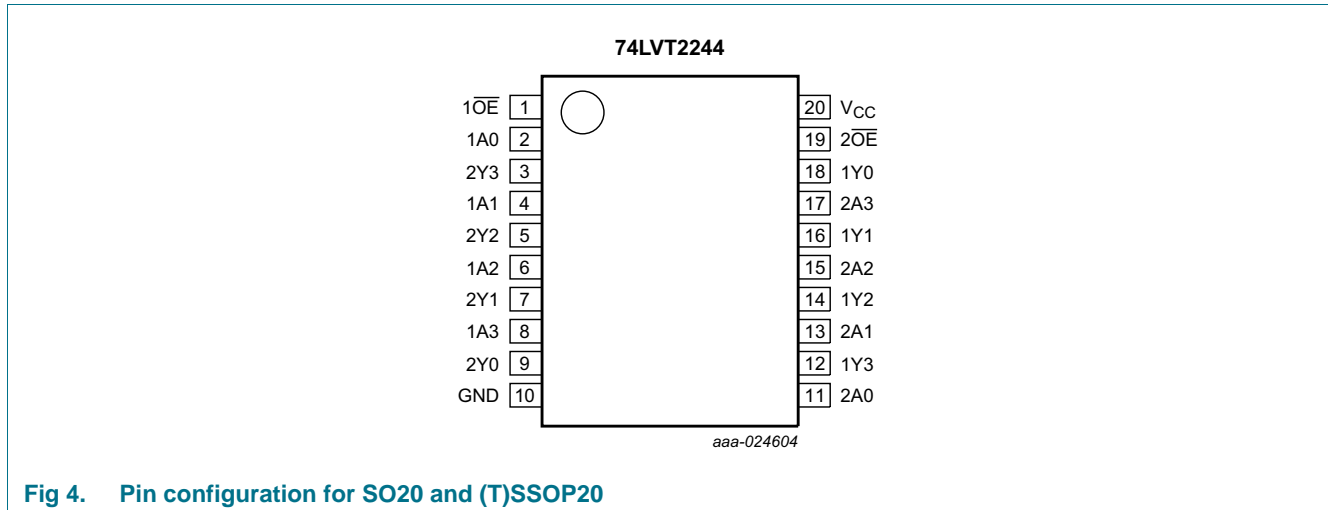 74LVT2244
1O̅E̅ 1 20 VCC
1A0 2 19 2O̅E̅
2Y3 3 18 1Y0
1A1 4 17 2A3
2Y2 5 16 1Y1
1A2 6 15 2A2
2Y1 7 14 1Y2
1A3 8 13 2A1
2Y0 9 12 1Y3
GND 10 11 2A0
aaa-024604
Fig 4. Pin configuration for SO20 and (T)SSOP20